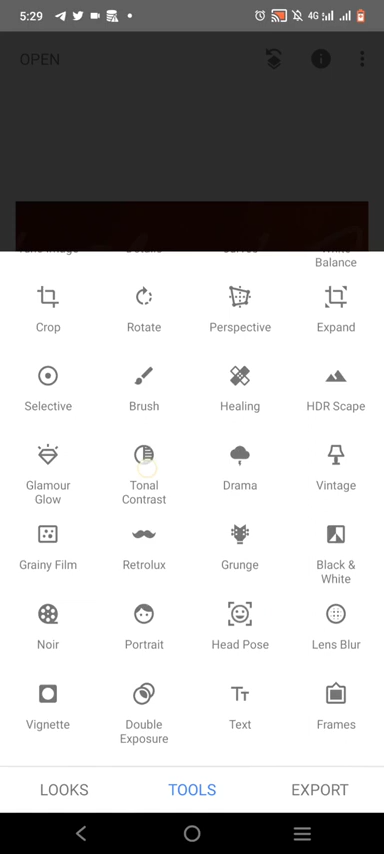 5:29
4G
OPEN
White
Balance
Crop
Rotate
Perspective
Expand
Selective
Brush
Healing
HDR Scape
Glamour
Glow
Tonal
Contrast
Drama
Vintage
Grainy Film
Retrolux
Grunge
Black &
White
Noir
Portrait
Head Pose
Lens Blur
Vignette
Double
Exposure
Text
Frames
LOOKS
TOOLS
EXPORT